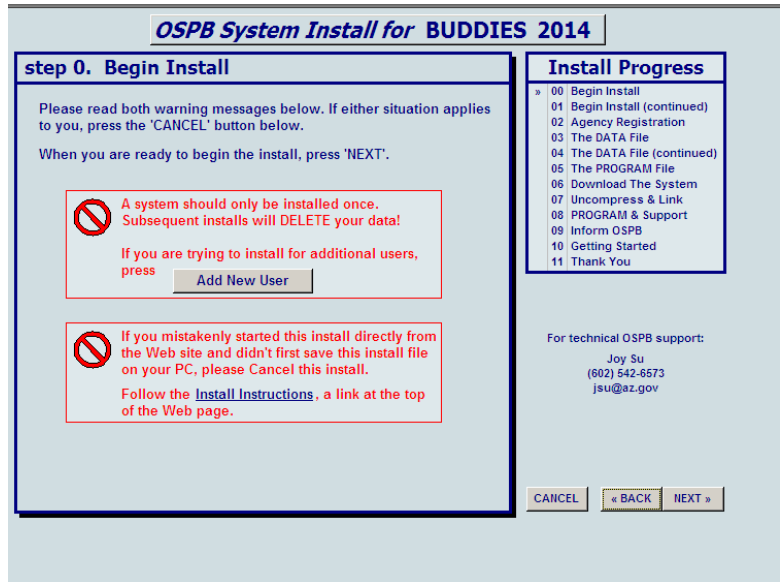 OSPB System Install for BUDDIES 2014
step 0. Begin Install
Please read both warning messages below. If either situation applies
to you, press the 'CANCEL' button below.
When you are ready to begin the install, press 'NEXT'.
A system should only be installed once.
Subsequent installs will DELETE your data!
If you are trying to install for additional users,
press
Add New User
If you mistakenly started this install directly from
the Web site and didn't first save this install file
on your PC, please Cancel this install.
Follow the Install Instructions, a link at the top
of the Web page.
Install Progress
» 00 Begin Install
01 Begin Install (continued)
02 Agency Registration
03 The DATA File
04 The DATA File (continued)
05 The PROGRAM File
06 Download The System
07 Uncompress & Link
08 PROGRAM & Support
09 Inform OSPB
10 Getting Started
11 Thank You
For technical OSPB support:
Joy Su
(602) 542-6573
jsu@az.gov
CANCEL « BACK NEXT »